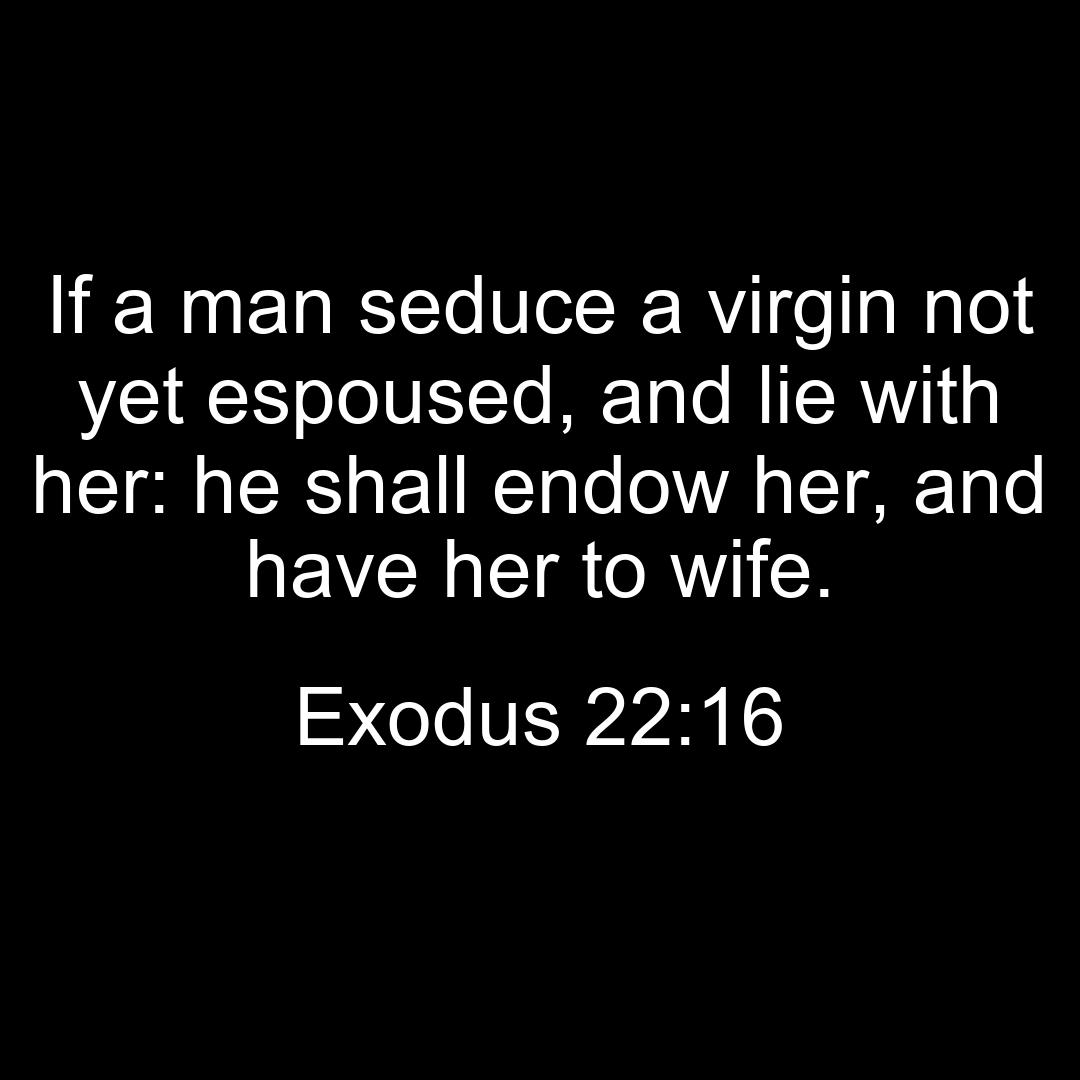 If a man seduce a virgin not
yet espoused, and lie with
her: he shall endow her, and
have her to wife.
Exodus 22:16